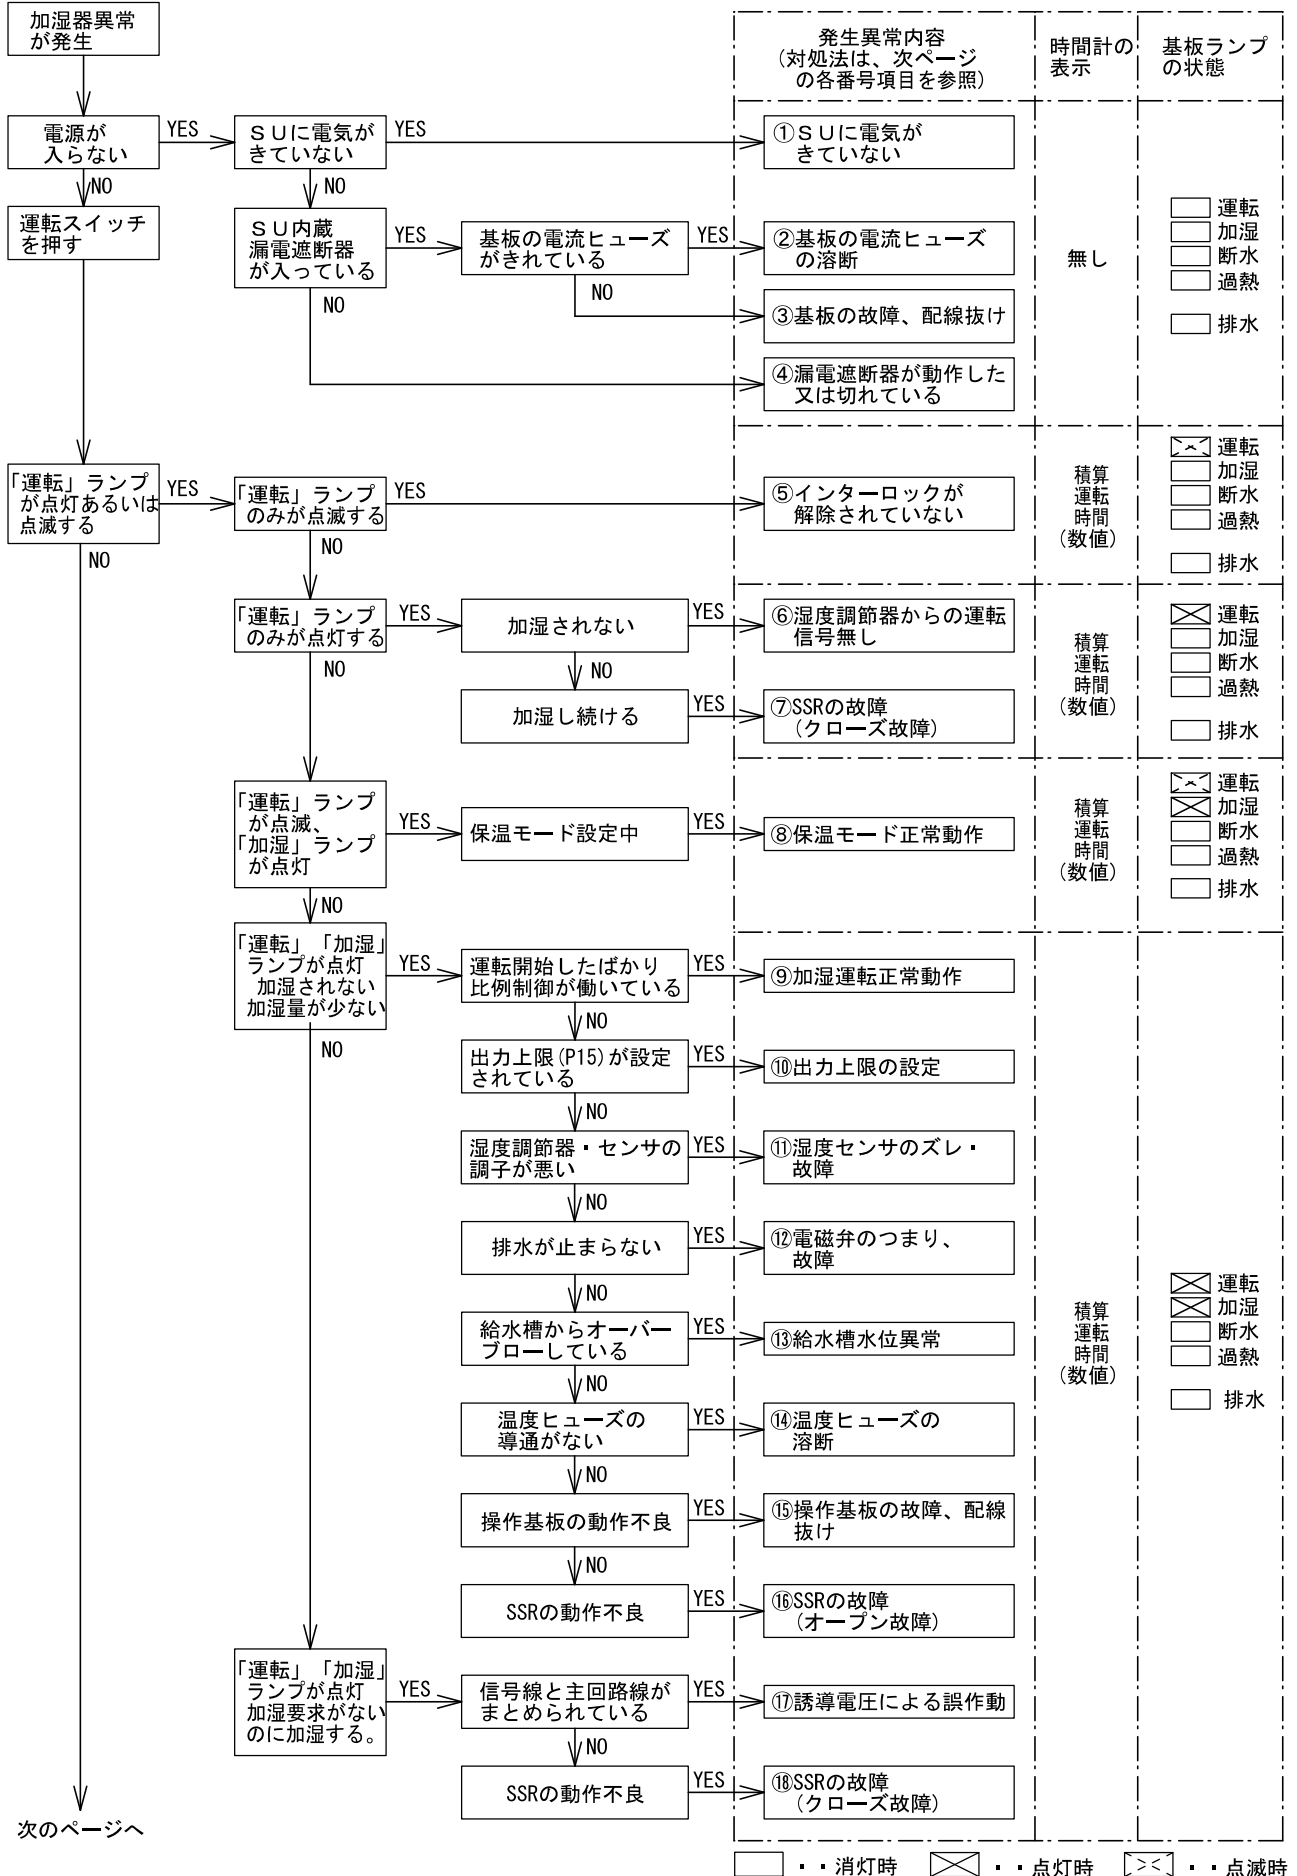 加湿器異常
が発生
発生異常内容
(対処法は、次ページ
の各番号項目を参照)
時間計の
表示
基板ランプ
の状態
電源が
入らない
YES
ＳＵに電気が
きていない
YES
①ＳＵに電気が
きていない
NO
NO
運転スイッチ
を押す
ＳＵ内蔵
漏電遮断器
が入っている
YES
基板の電流ヒューズ
がきれている
YES
②基板の電流ヒューズ
の溶断
NO
NO
③基板の故障、配線抜け
④漏電遮断器が動作した
又は切れている
無し
運転
加湿
断水
過熱
排水
「運転」ランプ
が点灯あるいは
点滅する
YES
「運転」ランプ
のみが点滅する
YES
⑤インターロックが
解除されていない
積算
運転
時間
(数値)
運転
加湿
断水
過熱
排水
NO
NO
「運転」ランプ
のみが点灯する
YES
加湿されない
YES
⑥湿度調節器からの運転
信号無し
NO
NO
加湿し続ける
YES
⑦SSRの故障
(クローズ故障)
積算
運転
時間
(数値)
運転
加湿
断水
過熱
排水
「運転」ランプ
が点滅、
「加湿」ランプ
が点灯
YES
保温モード設定中
YES
⑧保温モード正常動作
積算
運転
時間
(数値)
運転
加湿
断水
過熱
排水
NO
「運転」「加湿」
ランプが点灯
加湿されない
加湿量が少ない
YES
運転開始したばかり
比例制御が働いている
YES
⑨加湿運転正常動作
NO
NO
出力上限(P15)が設定
されている
YES
⑩出力上限の設定
NO
湿度調節器・センサの
調子が悪い
YES
⑪湿度センサのズレ・
故障
NO
排水が止まらない
YES
⑫電磁弁のつまり、
故障
NO
給水槽からオーバー
ブローしている
YES
⑬給水槽水位異常
NO
温度ヒューズの
導通がない
YES
⑭温度ヒューズの
溶断
NO
操作基板の動作不良
YES
⑮操作基板の故障、配線
抜け
NO
SSRの動作不良
YES
⑯SSRの故障
(オープン故障)
積算
運転
時間
(数値)
運転
加湿
断水
過熱
排水
「運転」「加湿」
ランプが点灯
加湿要求がない
のに加湿する。
YES
信号線と主回路線が
まとめられている
YES
⑰誘導電圧による誤作動
NO
SSRの動作不良
YES
⑱SSRの故障
(クローズ故障)
次のページへ
・・消灯時
・・点灯時
・・点滅時